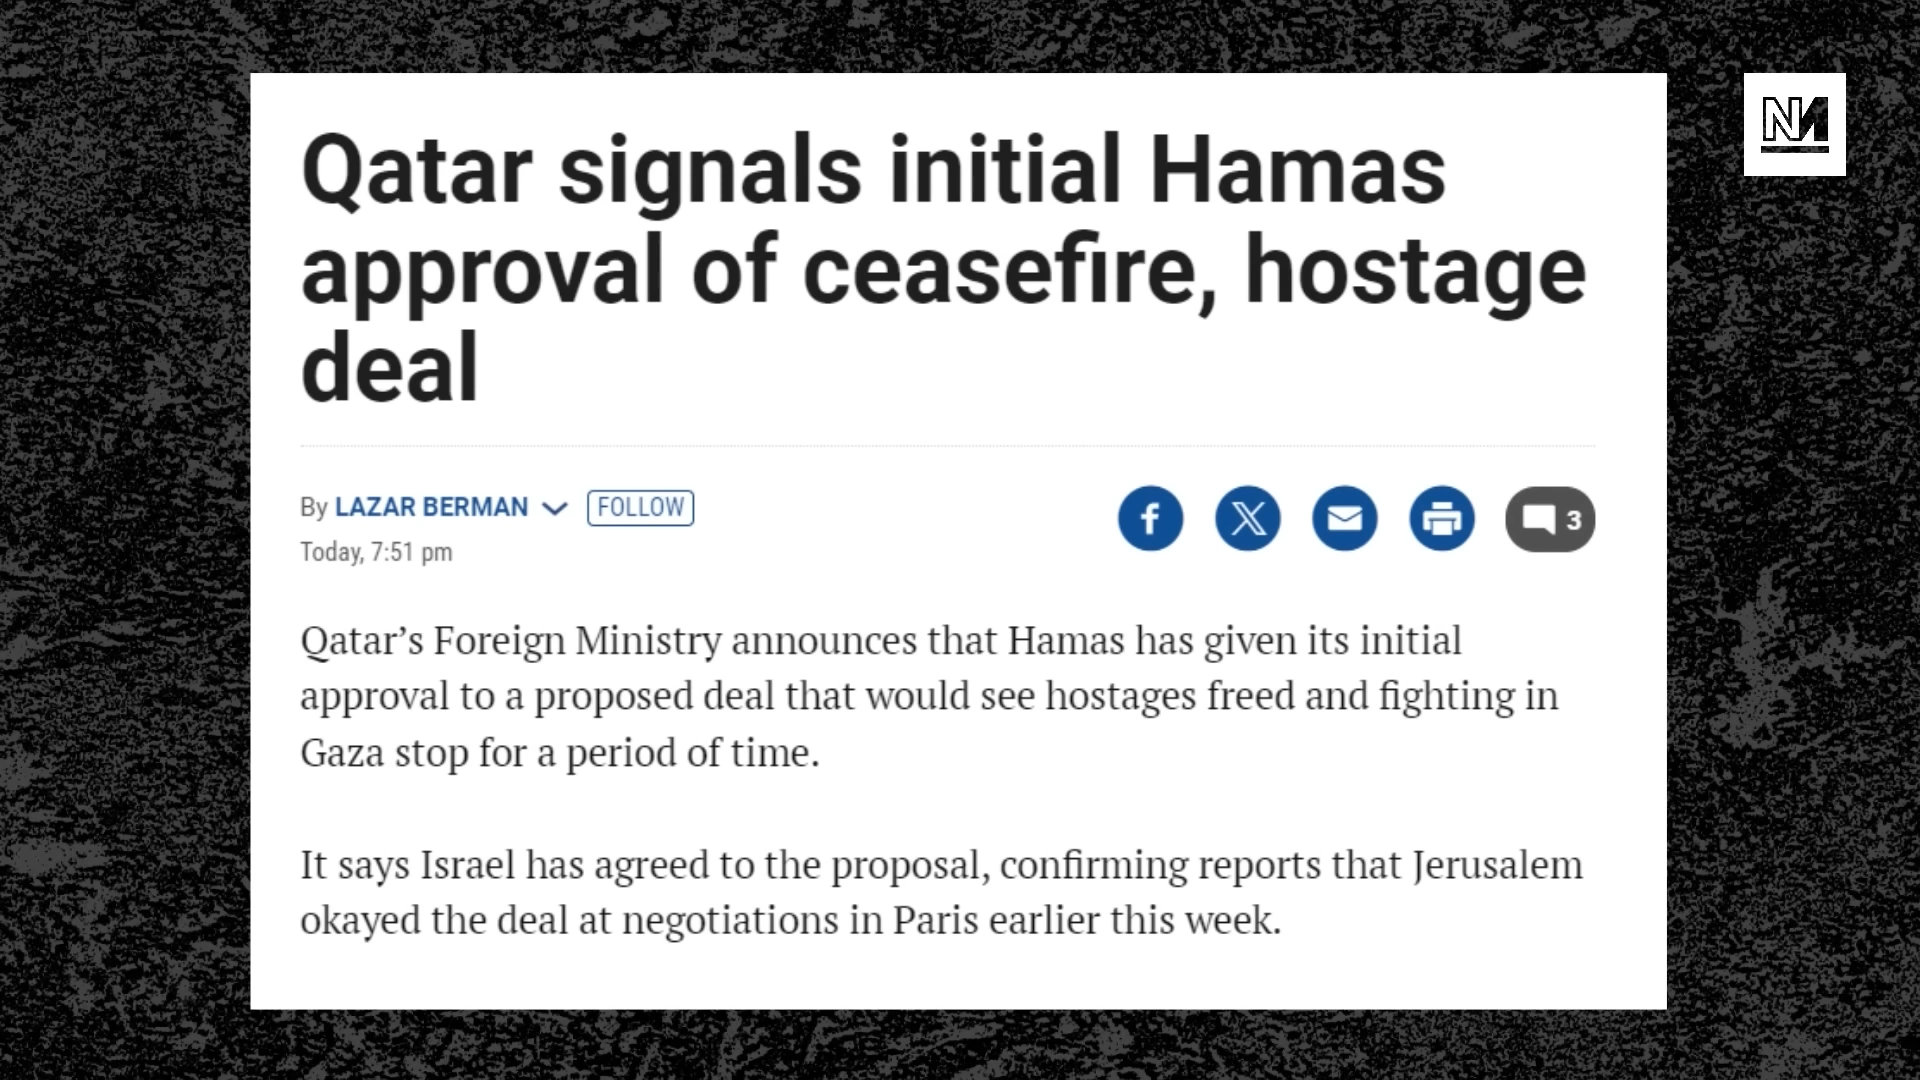 Qatar signals initial Hamas
approval of ceasefire, hostage
deal
By LAZAR BERMAN FOLLOW
Today, 7:51 pm
3
Qatar’s Foreign Ministry announces that Hamas has given its initial
approval to a proposed deal that would see hostages freed and fighting in
Gaza stop for a period of time.
It says Israel has agreed to the proposal, confirming reports that Jerusalem
okayed the deal at negotiations in Paris earlier this week.